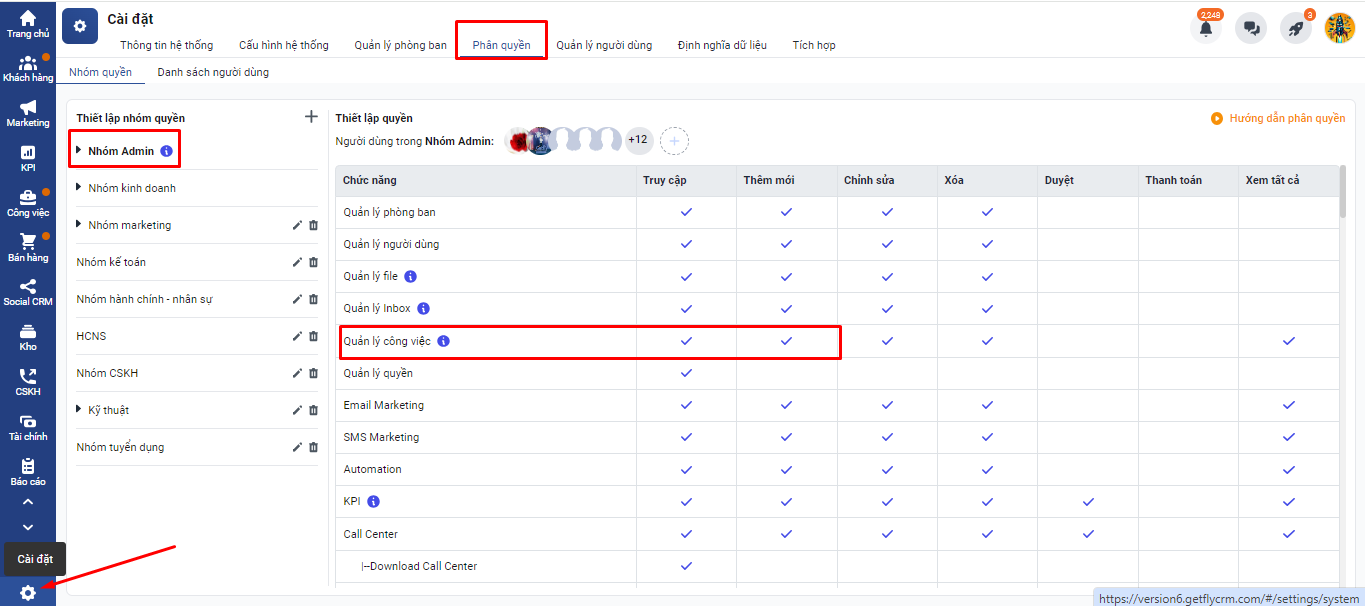 Trang chủ
Khách hàng
Marketing
KPI
Công việc
Bán hàng
Social CRM
Kho
CSKH
Tài chính
Báo cáo
Cài đặt
Cài đặt
Thông tin hệ thống Cấu hình hệ thống Quản lý phòng ban Phân quyền Quản lý người dùng Định nghĩa dữ liệu Tích hợp
2,248
3
Nhóm quyền Danh sách người dùng
Thiết lập nhóm quyền
Nhóm Admin
Nhóm kinh doanh
Nhóm marketing
Nhóm kế toán
Nhóm hành chính - nhân sự
HCNS
Nhóm CSKH
Kỹ thuật
Nhóm tuyển dụng
Thiết lập quyền
Hướng dẫn phân quyền
Người dùng trong Nhóm Admin: +12
Chức năng Truy cập Thêm mới Chỉnh sửa Xóa Duyệt Thanh toán Xem tất cả
Quản lý phòng ban
Quản lý người dùng
Quản lý file
Quản lý Inbox
Quản lý công việc
Quản lý quyền
Email Marketing
SMS Marketing
Automation
KPI
Call Center
|--Download Call Center
https://version6.getflycrm.com/#/settings/system